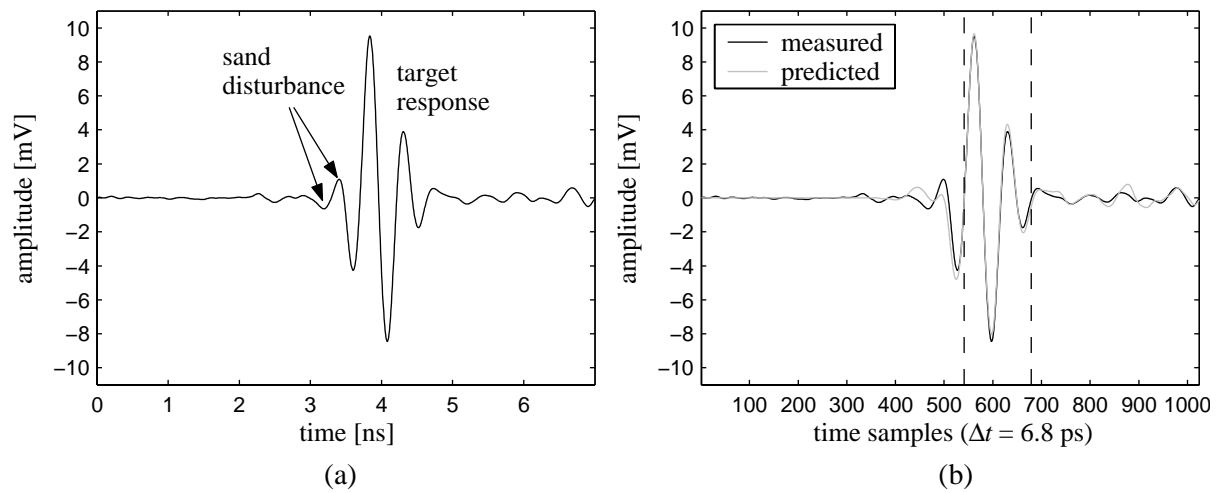 10
8
6
4
2
0
−2
−4
−6
−8
−10
amplitude [mV]
sand
disturbance
target
response
0 1 2 3 4 5 6
time [ns]
(a)
10
8
6
4
2
0
−2
−4
−6
−8
−10
amplitude [mV]
measured
predicted
100 200 300 400 500 600 700 800 900 1000
time samples (Δt = 6.8 ps)
(b)